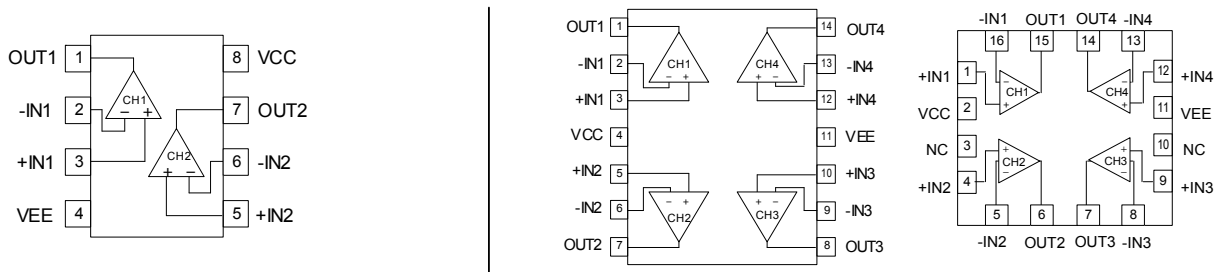 OUT1 1 8 VCC
CH1
-IN1 2 − + 7 OUT2
+IN1 3 CH2 6 -IN2
+ −
VEE 4 5 +IN2
OUT1 1 14 OUT4
-IN1 2 CH1 CH4 13 -IN4
− + + −
+IN1 3 12 +IN4
VCC 4 11 VEE
+IN2 5 10 +IN3
− + + −
-IN2 6 CH2 CH3 9 -IN3
OUT2 7 8 OUT3
-IN1 OUT1 OUT4 -IN4
16 15 14 13
+IN1 1 − − 12 +IN4
CH1 CH4
+ +
VCC 2 11 VEE
NC 3 10 NC
+ +
CH2 CH3
+IN2 4 − − 9 +IN3
5 6 7 8
-IN2 OUT2 OUT3 -IN3